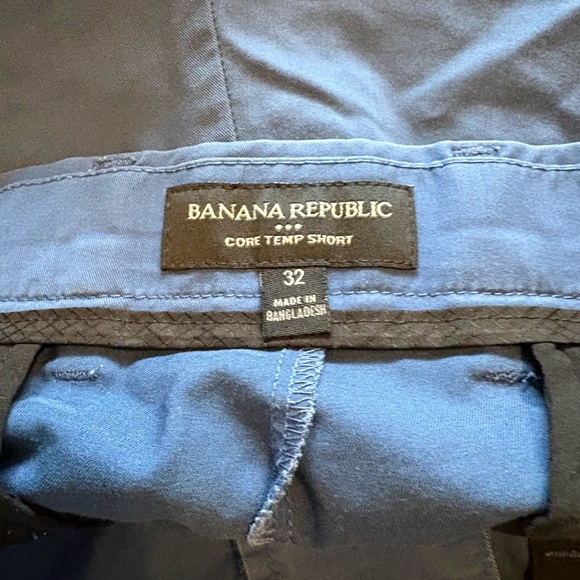 BANANA REPUBLIC
CORE TEMP SHORT
32
MADE IN
BANGLADESH